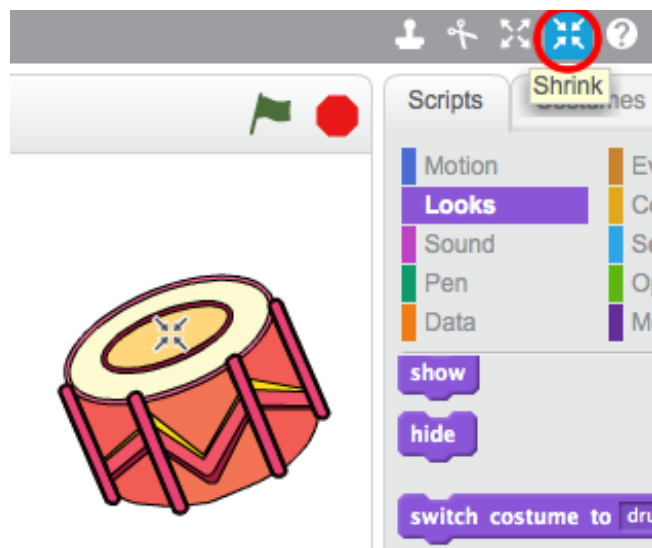 ?
Shrink
Scripts
Motion
Looks
Sound
Pen
Data
show
hide
switch costume to